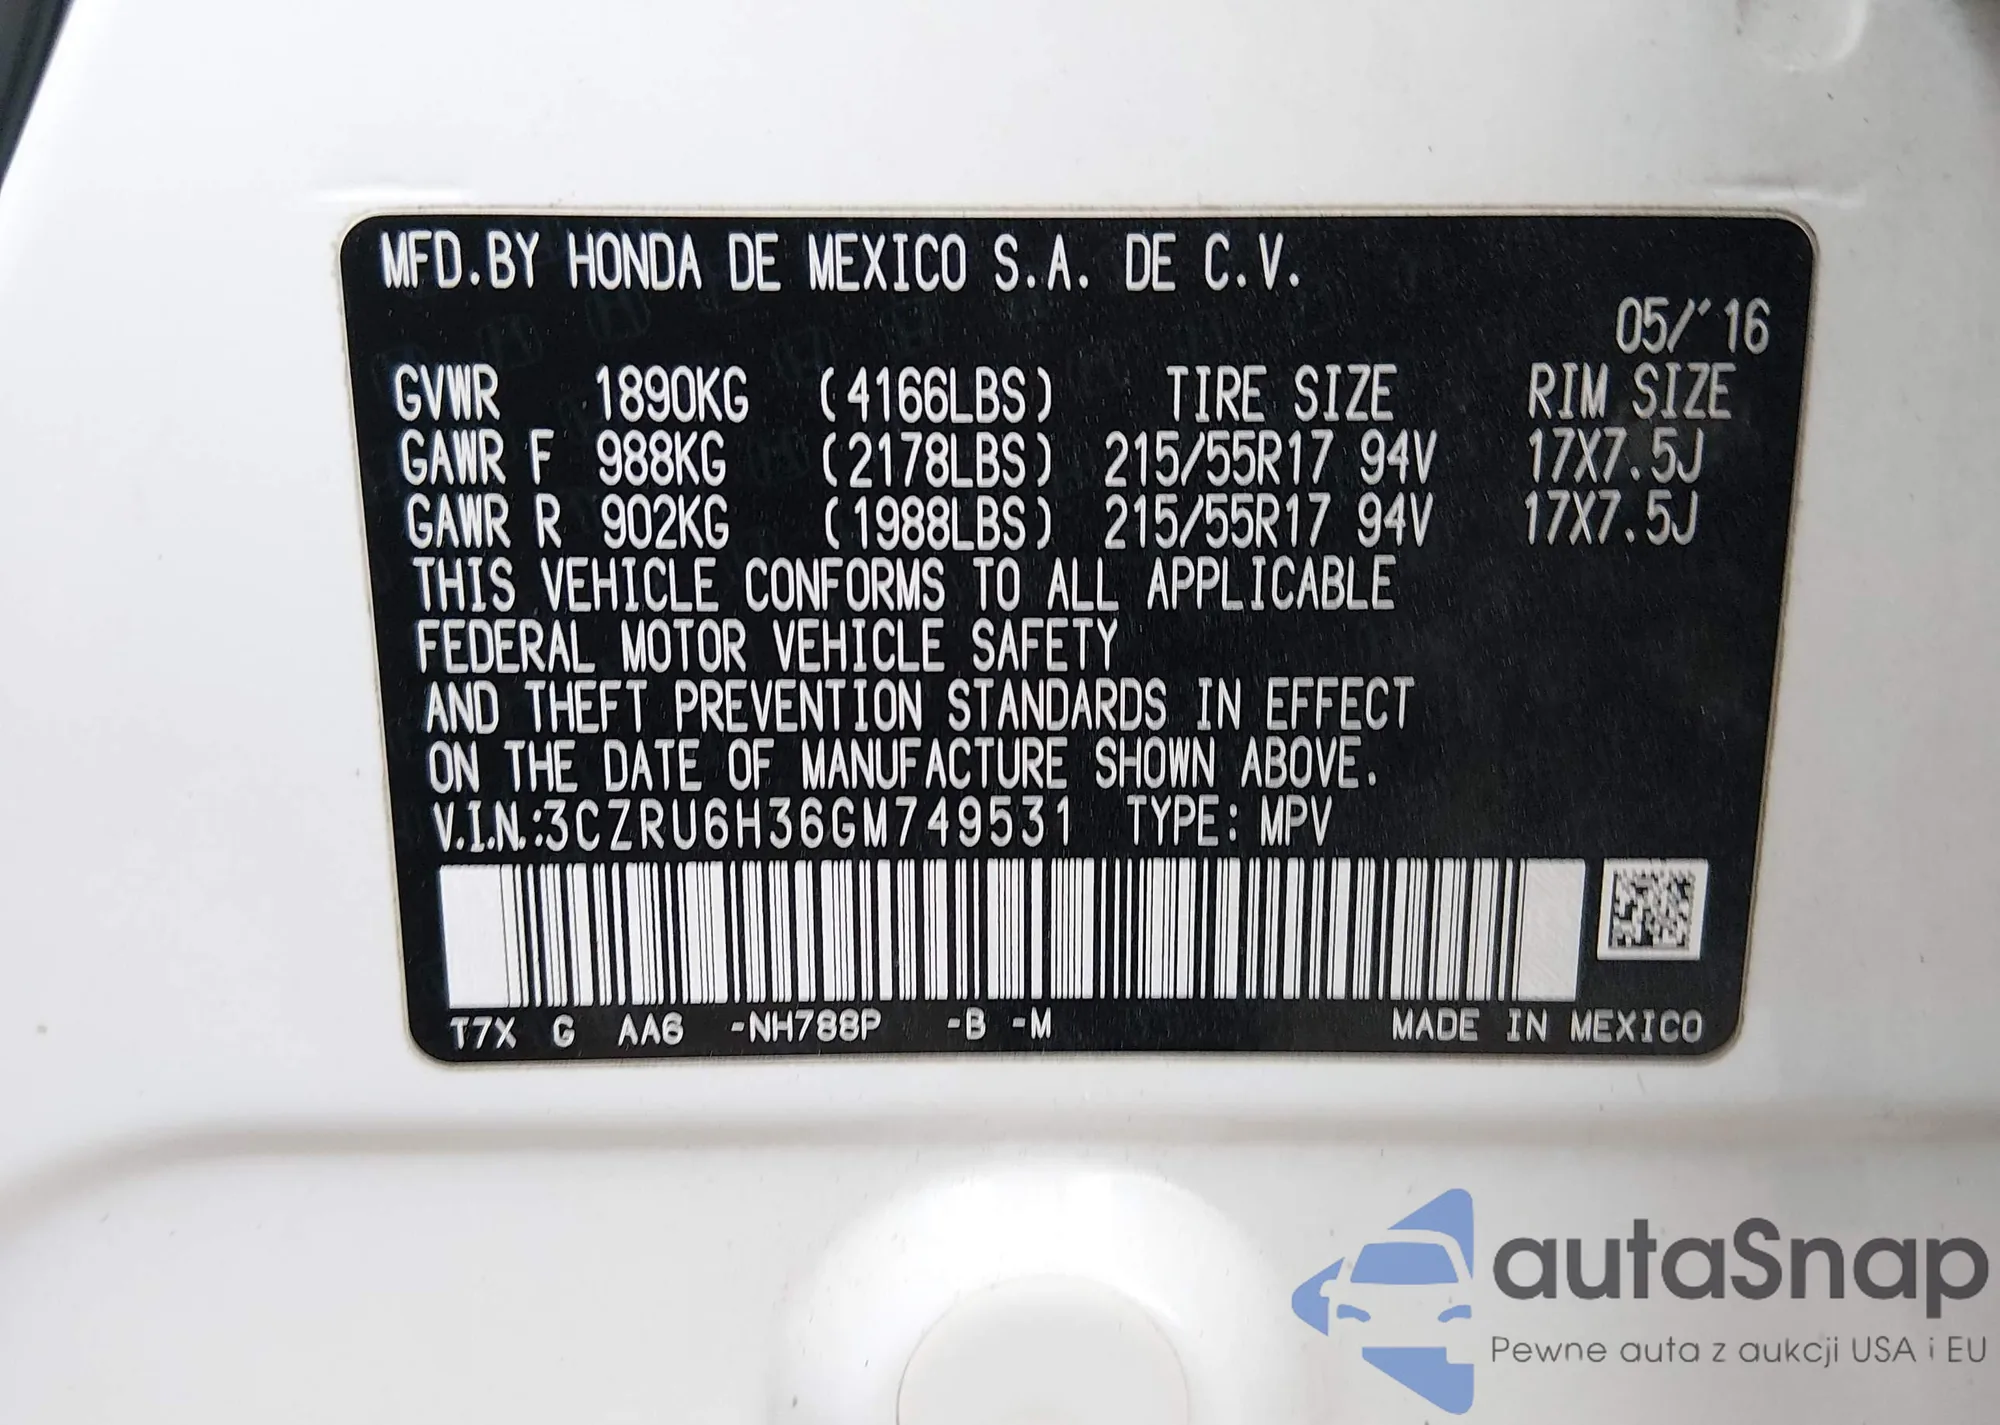 MFD.BY HONDA DE MEXICO S.A. DE C.V.
05/'16
GVWR 1890KG (4166LBS) TIRE SIZE RIM SIZE
GAWR F 988KG (2178LBS) 215/55R17 94V 17X7.5J
GAWR R 902KG (1988LBS) 215/55R17 94V 17X7.5J
THIS VEHICLE CONFORMS TO ALL APPLICABLE
FEDERAL MOTOR VEHICLE SAFETY
AND THEFT PREVENTION STANDARDS IN EFFECT
ON THE DATE OF MANUFACTURE SHOWN ABOVE.
V.I.N.:3CZRU6H36GM749531 TYPE: MPV
T7X G AA6 -NH788P -B -M MADE IN MEXICO
autaSnap
Pewne auta z aukcji USA i EU